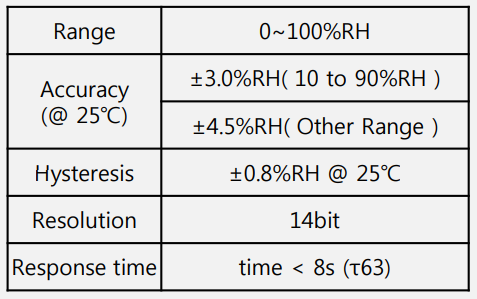 Range
0~100%RH
Accuracy
(@ 25℃)
±3.0%RH( 10 to 90%RH )
±4.5%RH( Other Range )
Hysteresis
±0.8%RH @ 25℃
Resolution
14bit
Response time
time < 8s (τ63)